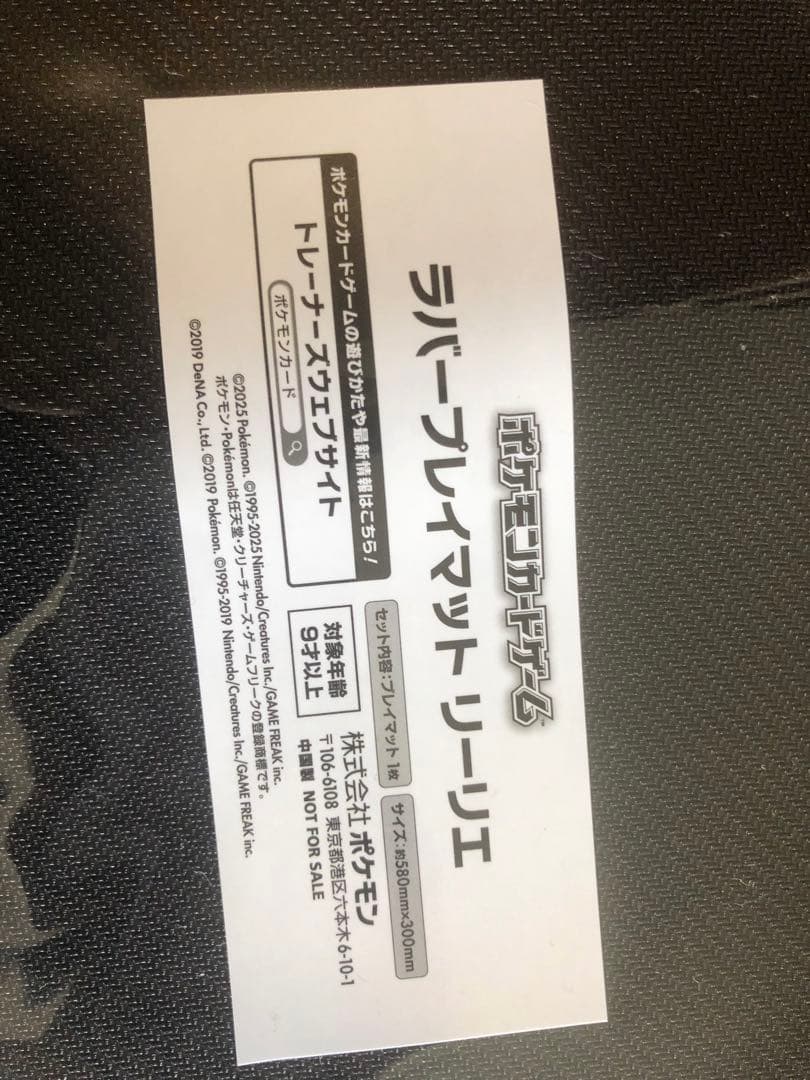 ポケモンカードゲーム
ラバープレイマット リーリエ
セット内容：プレイマット 1枚
サイズ：約580mm×300mm
ポケモンカードゲームの遊びかたや最新情報はこちら！
トレーナーズウェブサイト
ポケモンカード
対象年齢
9才以上
株式会社 ポケモン
〒106-6108 東京都港区六本木6-10-1
中国製 NOT FOR SALE
©2025 Pokémon. ©1995-2025 Nintendo/Creatures Inc./GAME FREAK inc.
ポケモン・Pokémonは任天堂・クリーチャーズ・ゲームフリークの登録商標です。
©2019 DeNA Co., Ltd. ©2019 Pokémon. ©1995-2019 Nintendo/Creatures Inc./GAME FREAK inc.